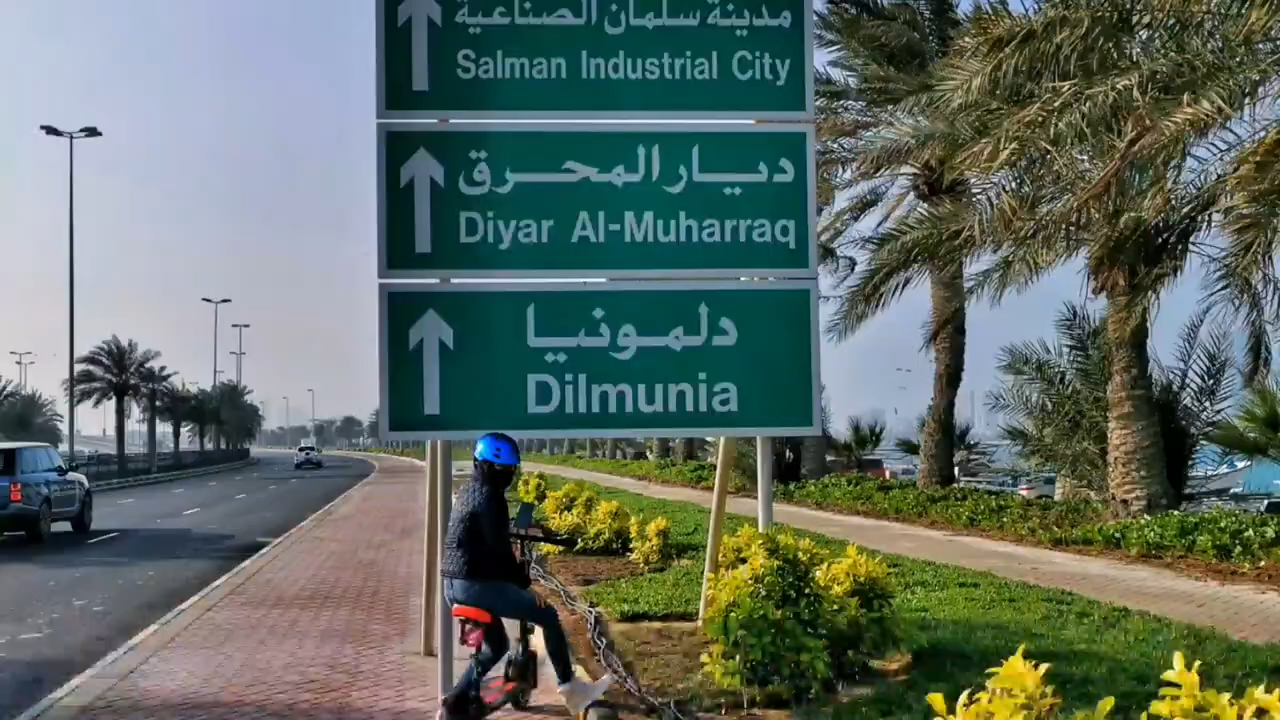 مدينة سلمان الصناعية
Salman Industrial City
ديار المحرق
Diyar Al-Muharraq
دلمونيا
Dilmunia